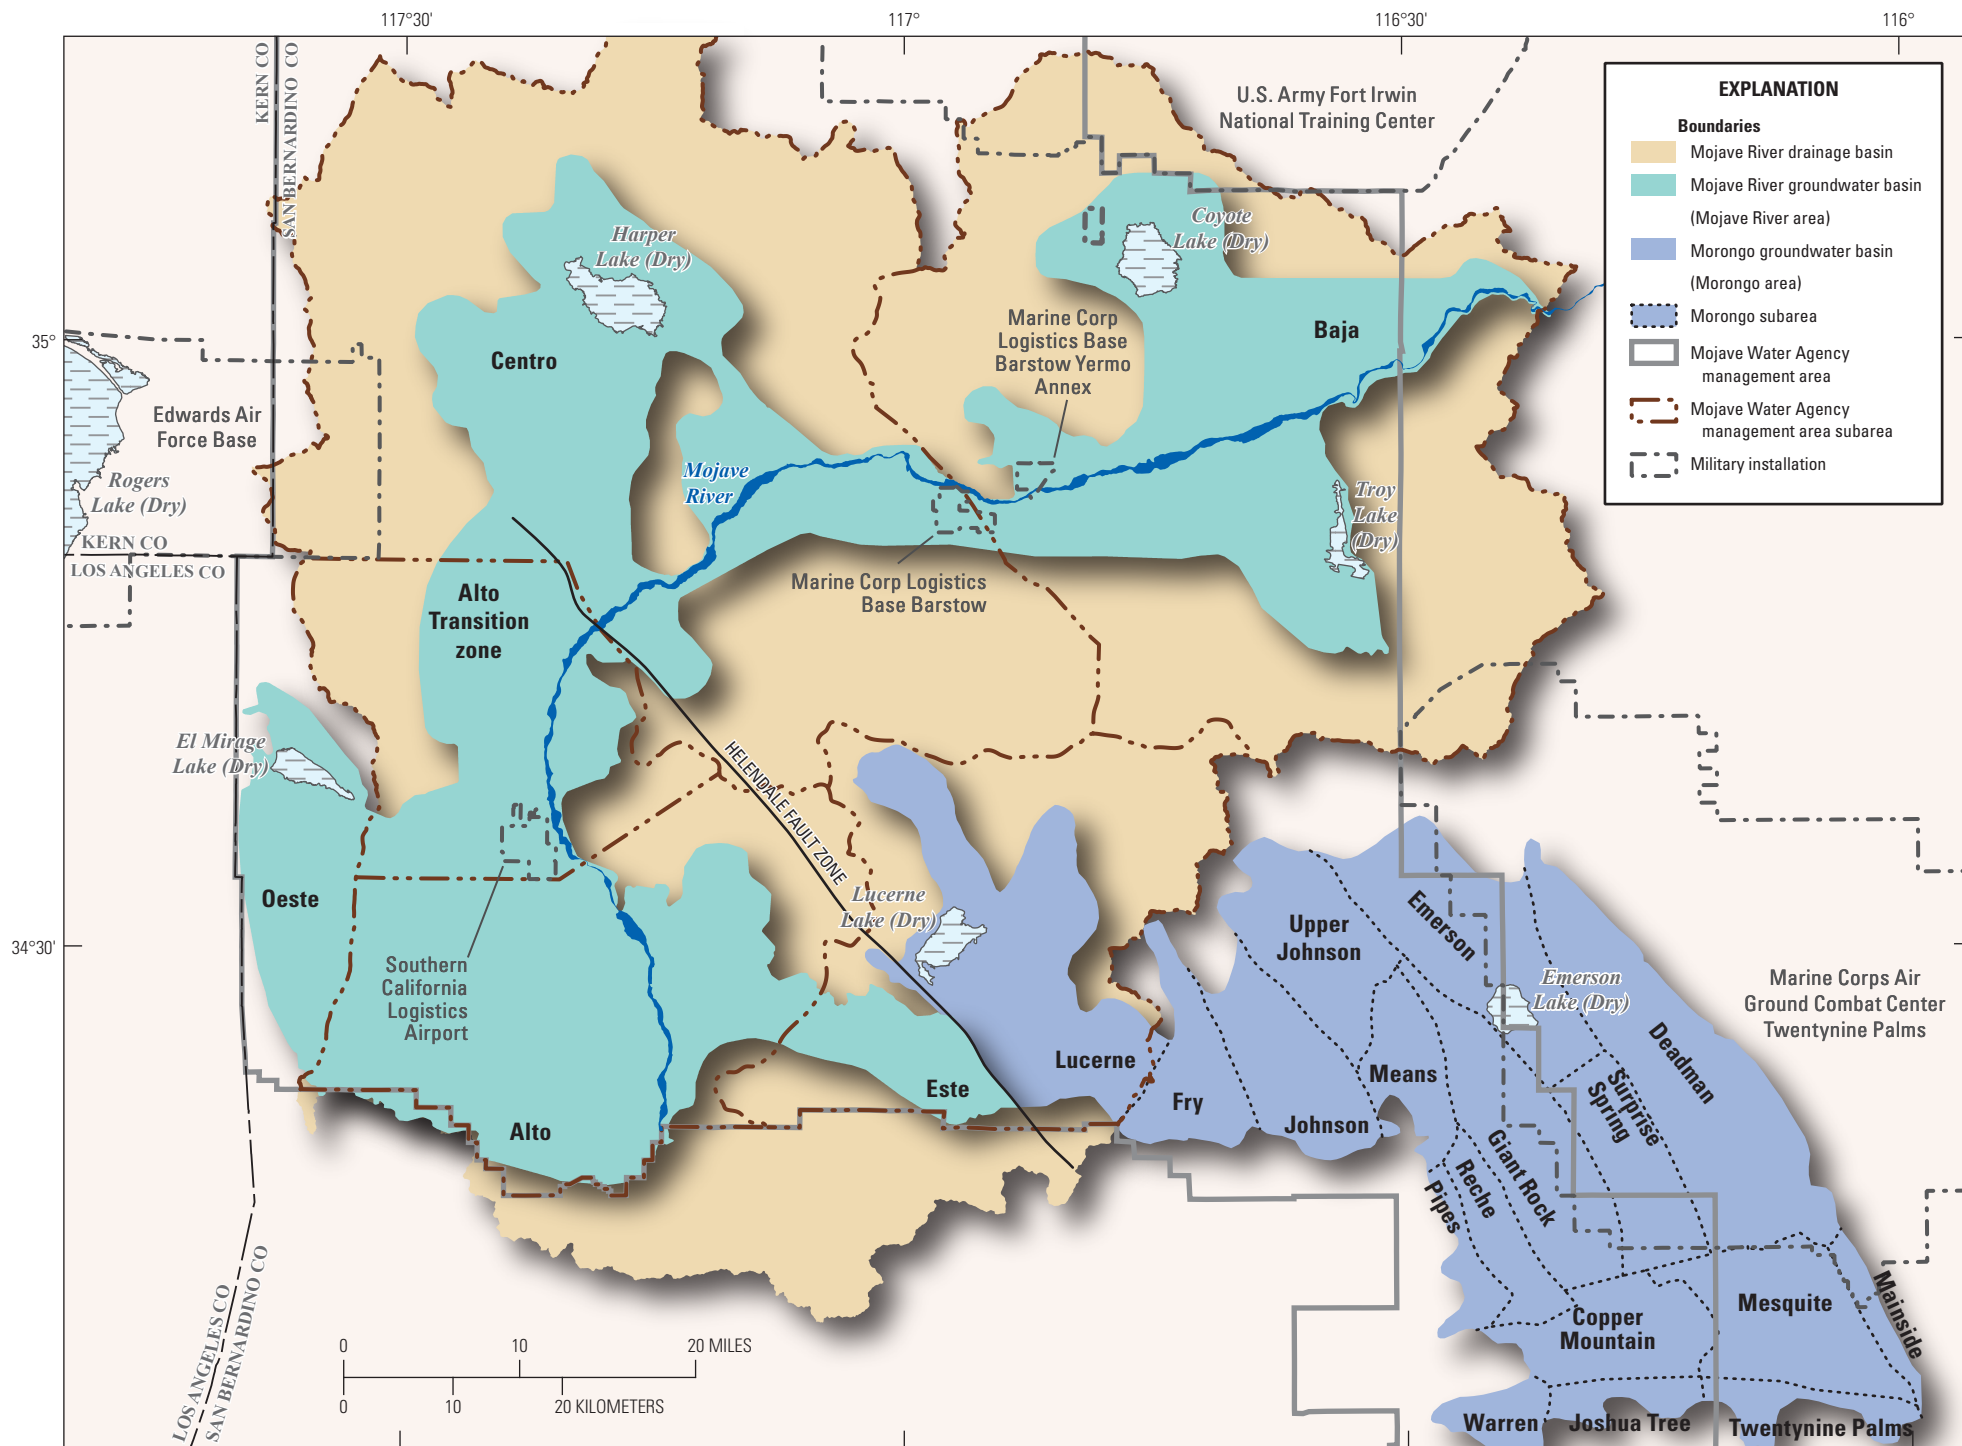 117°30'
117°
116°30'
116°
35°
34°30'
KERN CO
SAN BERNARDINO CO
U.S. Army Fort Irwin
National Training Center
EXPLANATION
Boundaries
Mojave River drainage basin
Mojave River groundwater basin
(Mojave River area)
Morongo groundwater basin
(Morongo area)
Morongo subarea
Mojave Water Agency
management area
Mojave Water Agency
management area subarea
Military installation
Harper
Lake (Dry)
Coyote
Lake (Dry)
Marine Corp
Logistics Base
Barstow Yermo
Annex
Baja
Centro
Edwards Air
Force Base
Rogers
Lake (Dry)
Mojave
River
Troy
Lake
(Dry)
KERN CO
LOS ANGELES CO
Marine Corp Logistics
Base Barstow
Alto
Transition
zone
El Mirage
Lake (Dry)
HELENDALE FAULT ZONE
Oeste
Lucerne
Lake (Dry)
Upper
Johnson
Emerson
Southern
California
Logistics
Airport
Emerson
Lake (Dry)
Marine Corps Air
Ground Combat Center
Twentynine Palms
Deadman
Lucerne
Este
Means
Fry
Johnson
Surprise
Spring
Alto
Giant Rock
Reche
Pipes
Mesquite
Mainside
Copper
Mountain
Warren
Joshua Tree
Twentynine Palms
LOS ANGELES CO
SAN BERNARDINO CO
0 10 20 MILES
0 10 20 KILOMETERS